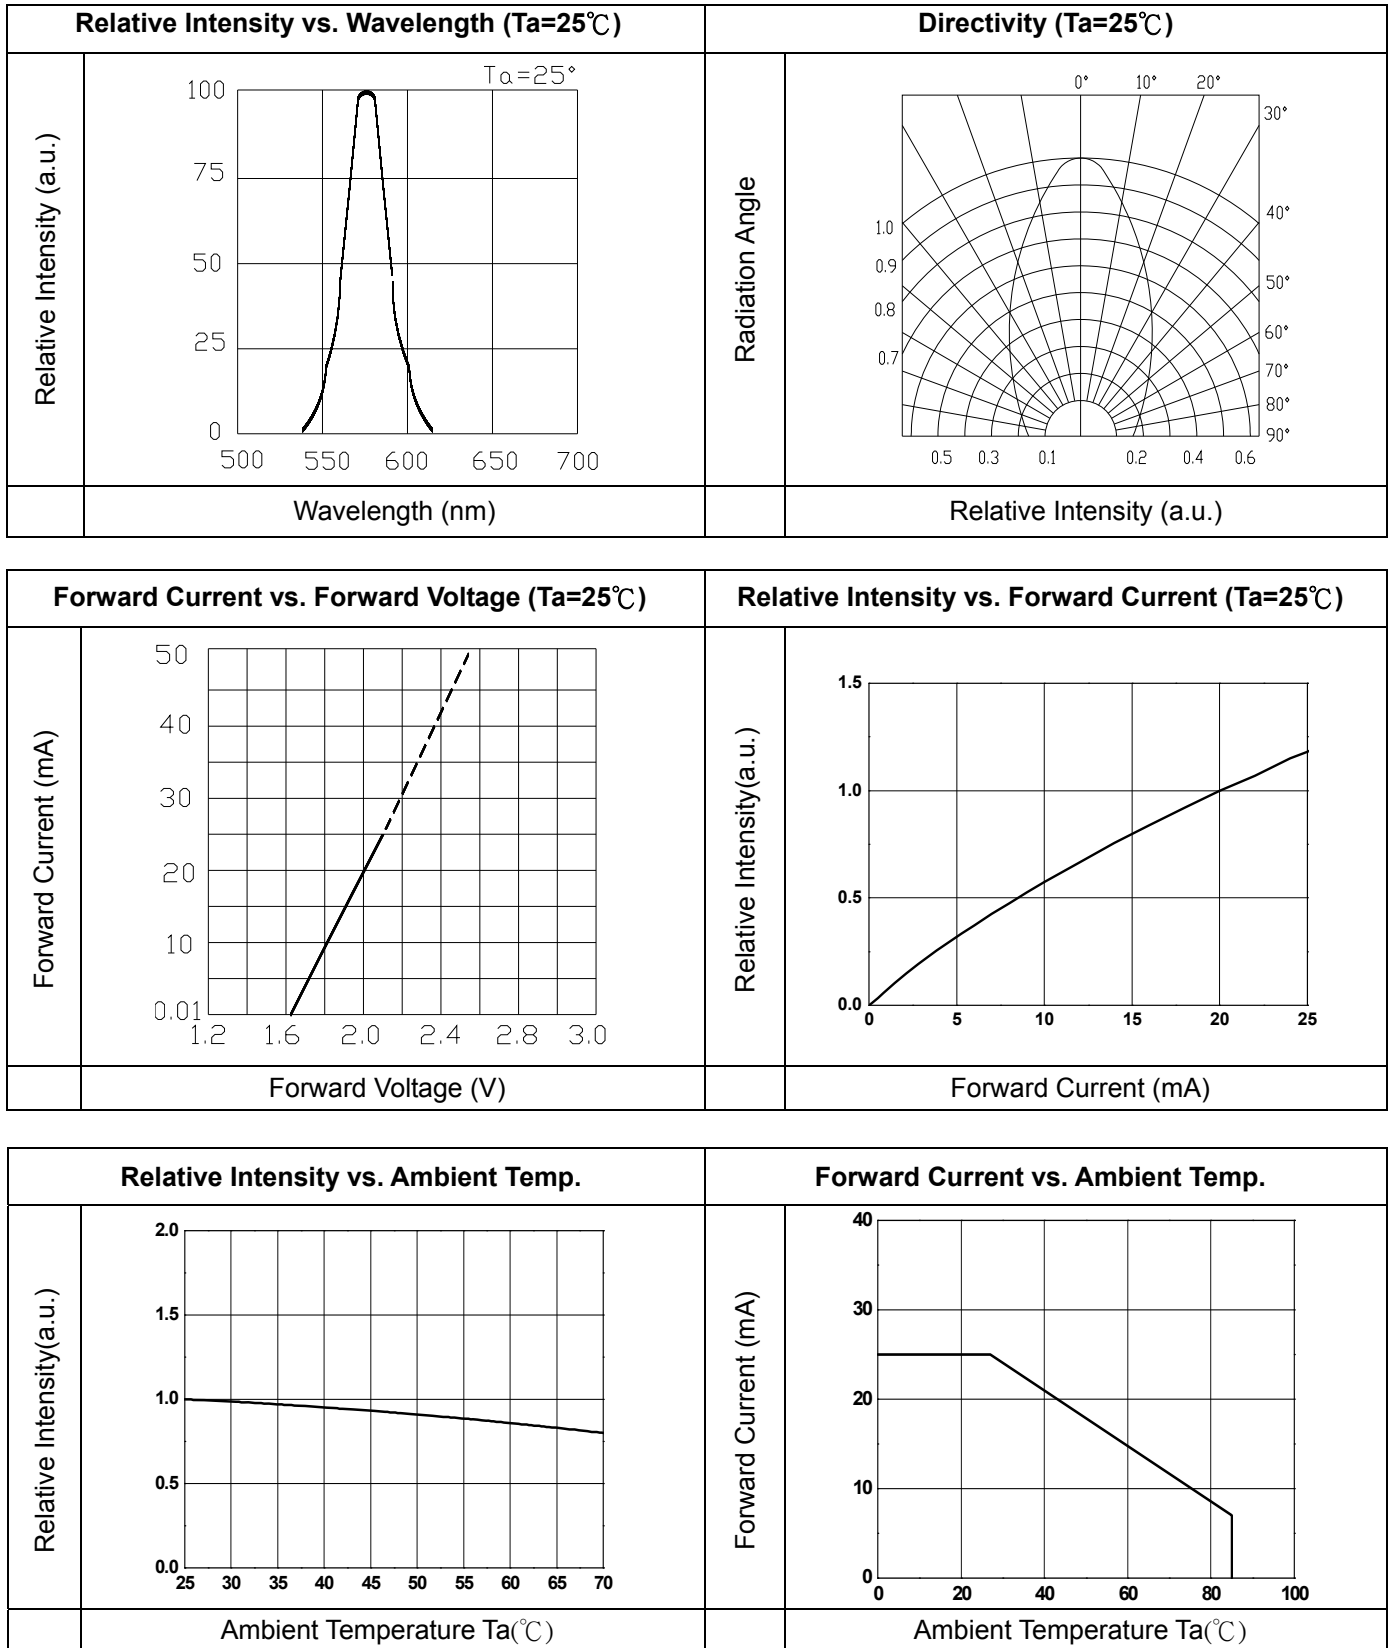 Relative Intensity vs. Wavelength (Ta=25℃)
Directivity (Ta=25℃)
Relative Intensity (a.u.)
Ta=25°
100
75
50
25
0
500 550 600 650 700
Wavelength (nm)
Radiation Angle
0° 10° 20°
30°
40°
50°
60°
70°
80°
90°
1.0
0.9
0.8
0.7
0.5 0.3 0.1 0.2 0.4 0.6
Relative Intensity (a.u.)
Forward Current vs. Forward Voltage (Ta=25℃)
Relative Intensity vs. Forward Current (Ta=25℃)
Forward Current (mA)
50
40
30
20
10
0.01
1.2 1.6 2.0 2.4 2.8 3.0
Forward Voltage (V)
Relative Intensity(a.u.)
1.5
1.0
0.5
0.0
0 5 10 15 20 25
Forward Current (mA)
Relative Intensity vs. Ambient Temp.
Forward Current vs. Ambient Temp.
Relative Intensity(a.u.)
2.0
1.5
1.0
0.5
0.0
25 30 35 40 45 50 55 60 65 70
Ambient Temperature Ta(℃)
Forward Current (mA)
40
30
20
10
0
0 20 40 60 80 100
Ambient Temperature Ta(℃)